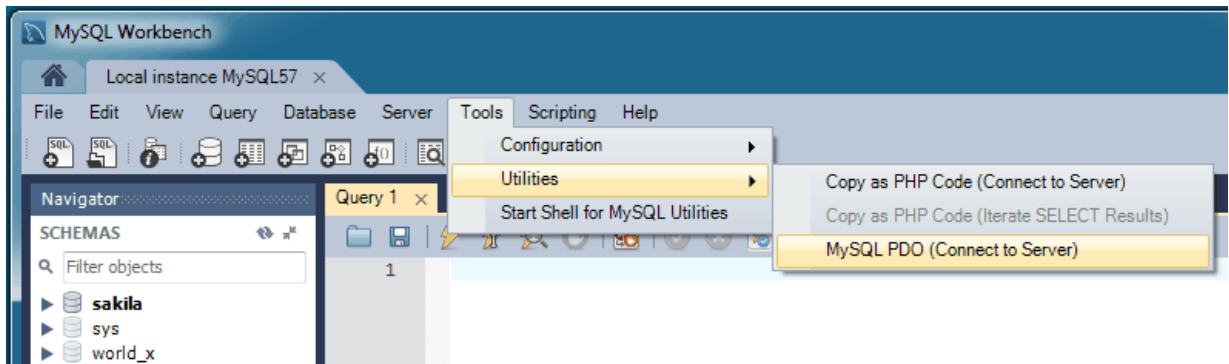 MySQL Workbench
Local instance MySQL57 ×
File Edit View Query Database Server Tools Scripting Help
SQL SQL
Configuration
Utilities
Start Shell for MySQL Utilities
Copy as PHP Code (Connect to Server)
Copy as PHP Code (Iterate SELECT Results)
MySQL PDO (Connect to Server)
Navigator
Query 1 ×
SCHEMAS
Filter objects
1
sakila
sys
world_x